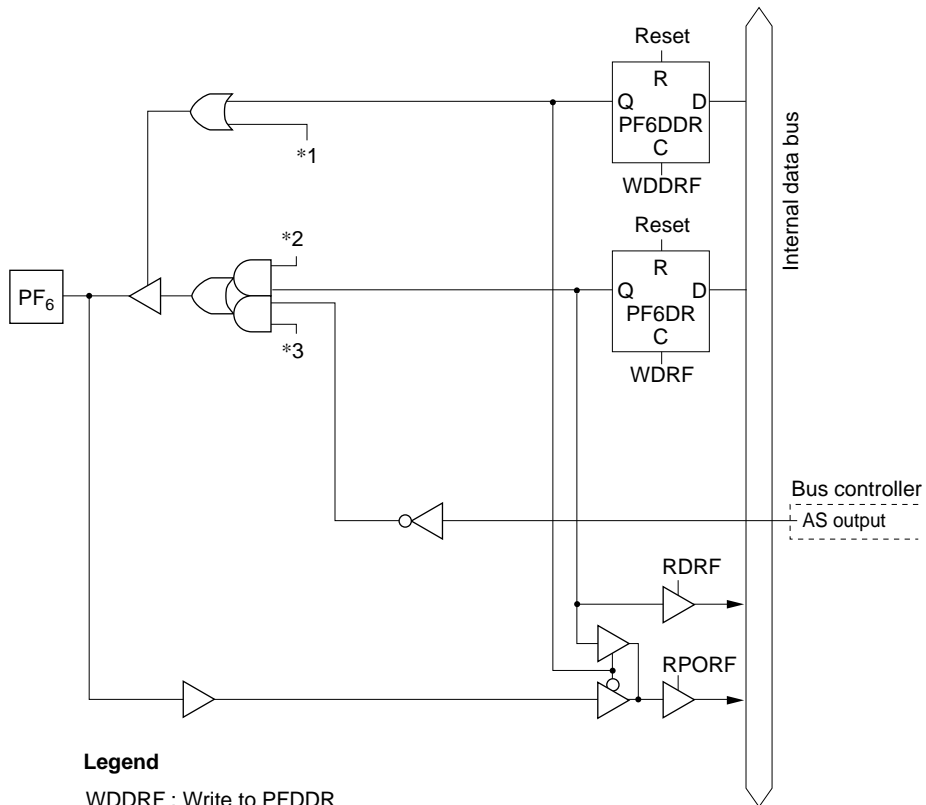 Reset
R
Q D
PF6DDR
C
WDDRF
*1
Reset
R
Q D
PF6DR
C
WDRF
*2
*3
PF6
Internal data bus
Bus controller
AS output
RDRF
RPORF
Legend
WDDRF : Write to PFDDR